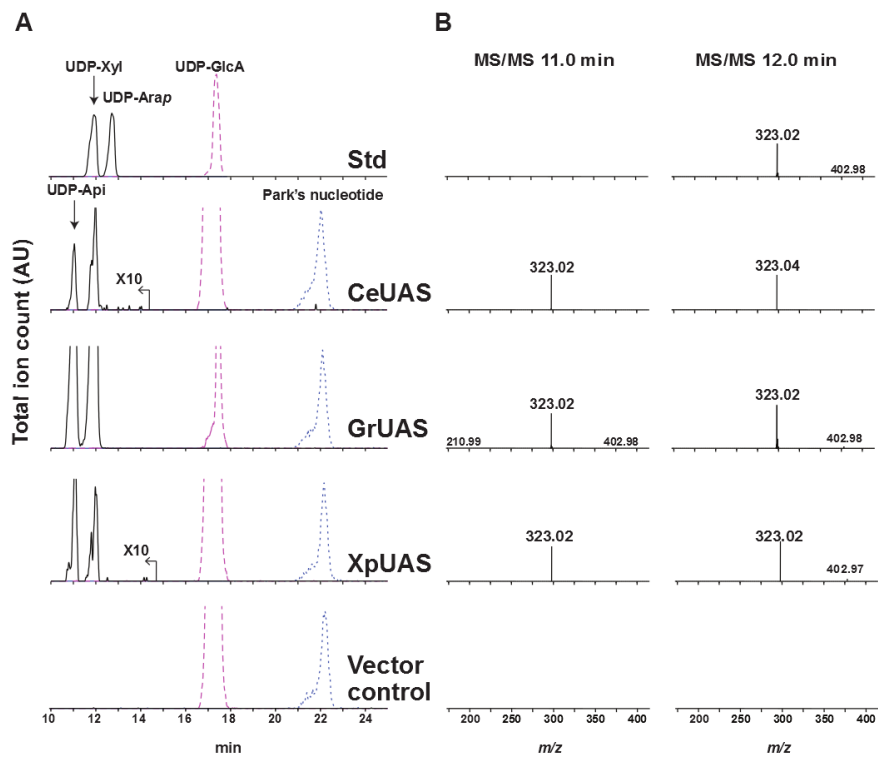 A
B
UDP-Xyl
UDP-GlcA
UDP-Arap
MS/MS 11.0 min
MS/MS 12.0 min
Std
323.02
402.98
UDP-Api
Park's nucleotide
X10
CeUAS
323.02
323.04
GrUAS
323.02
210.99
402.98
323.02
402.98
X10
XpUAS
323.02
323.02
402.97
Vector
control
Total ion count (AU)
10 12 14 16 18 20 22 24
200 250 300 350 400
200 250 300 350 400
min
m/z
m/z